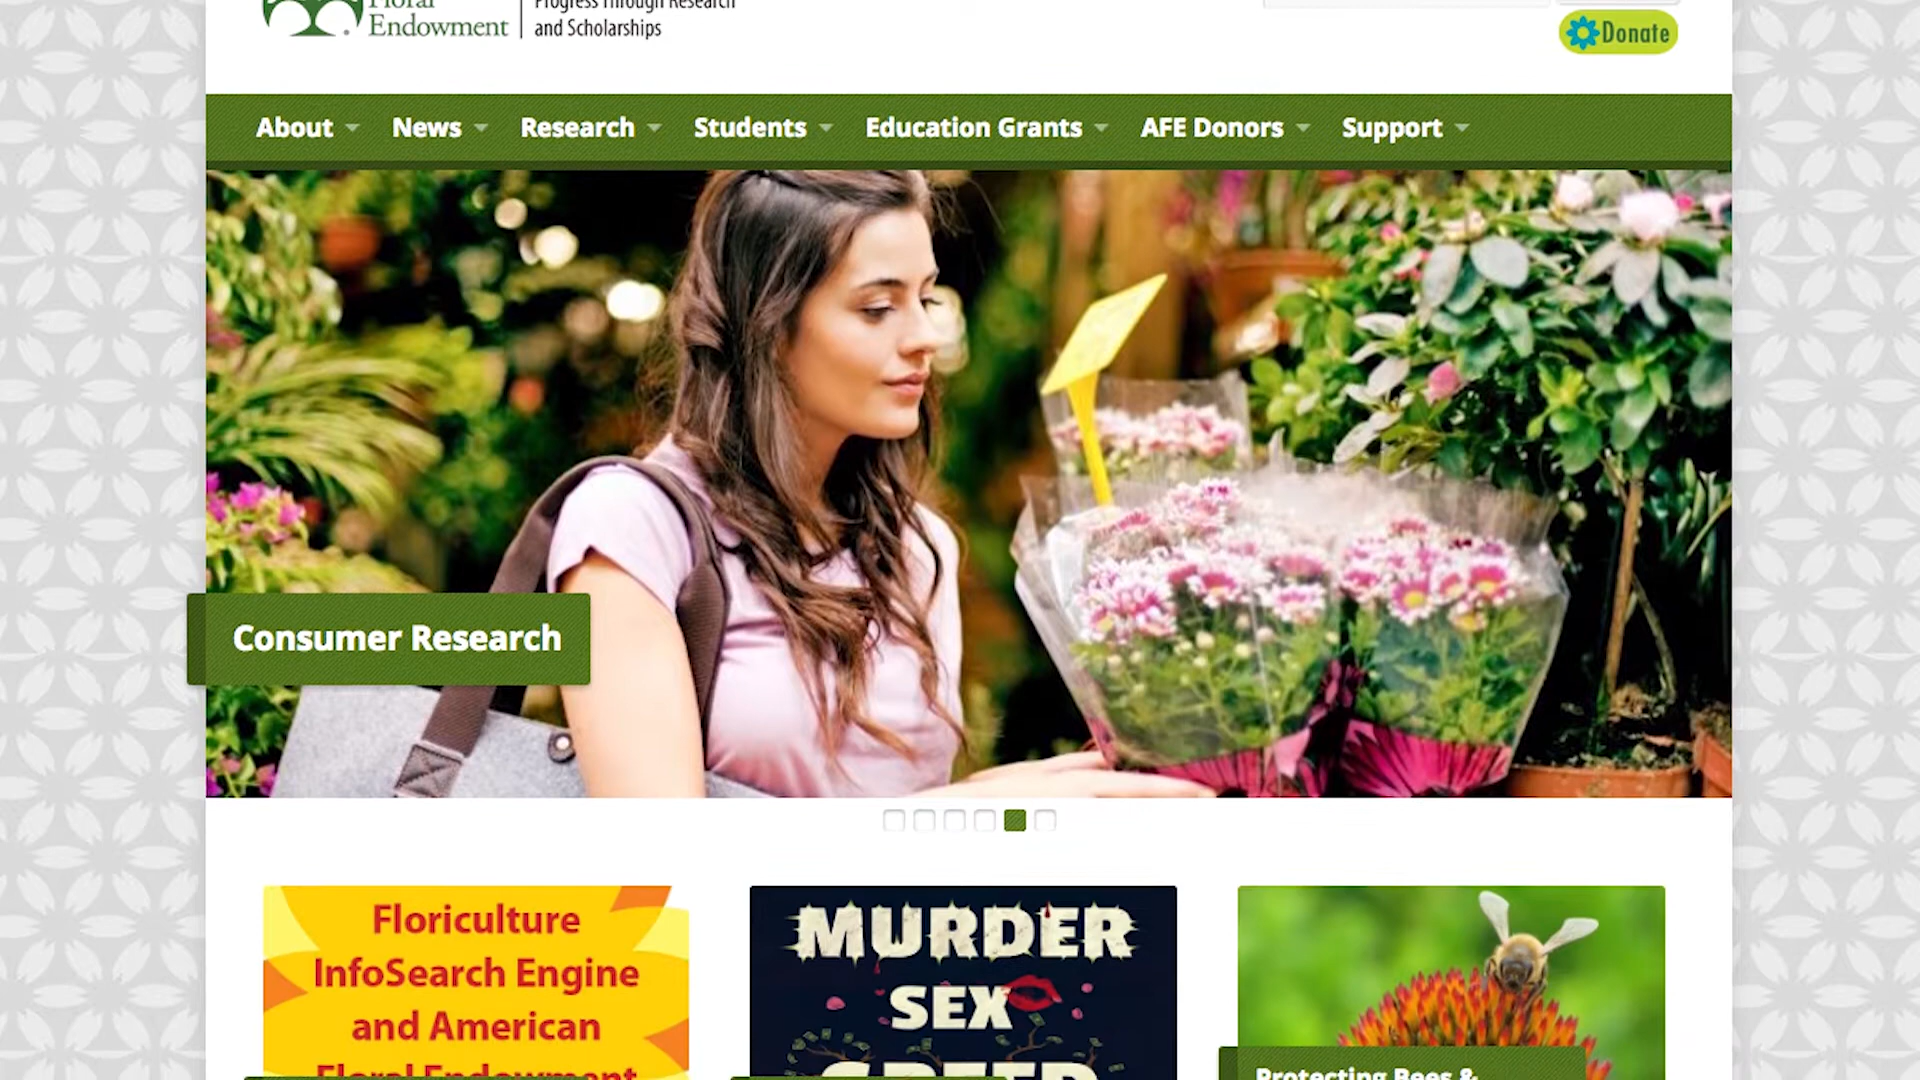 Floral
Endowment
Progress Through Research
and Scholarships
Donate
About
News
Research
Students
Education Grants
AFE Donors
Support
Consumer Research
Floriculture
InfoSearch Engine
and American
Floral Endowment
MURDER
SEX
GREED
Protecting Bees &